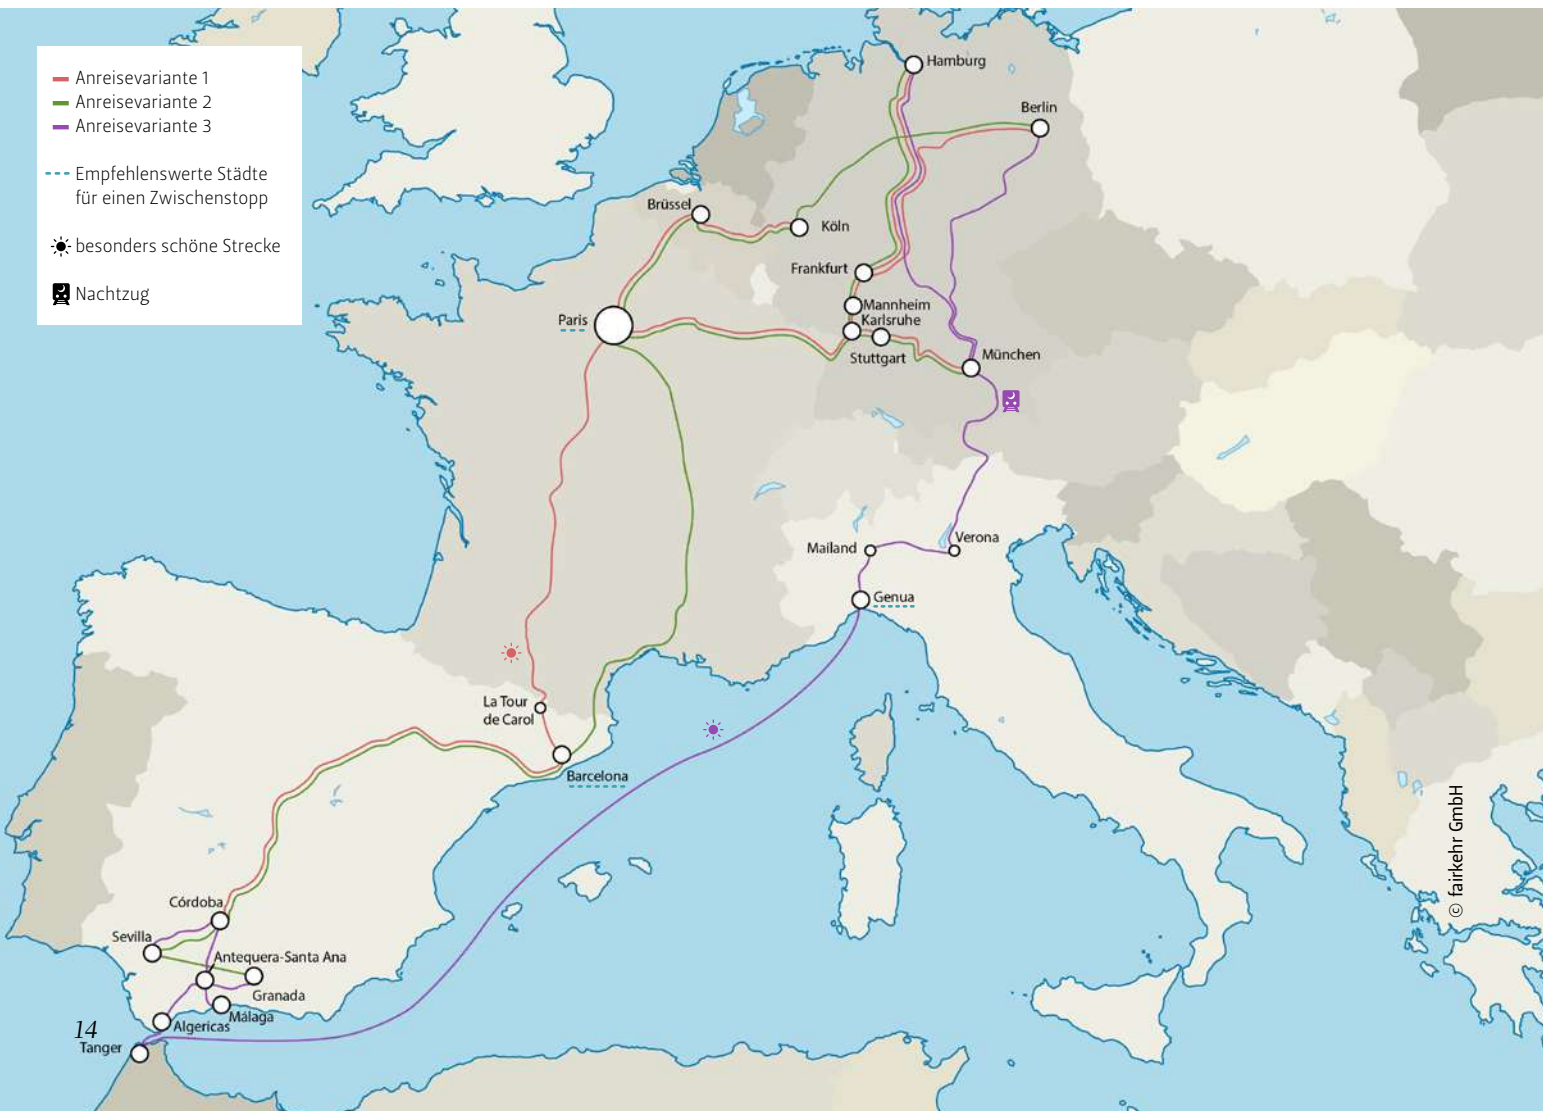 Anreisevariante 1
Anreisevariante 2
Anreisevariante 3
Empfehlenswerte Städte
für einen Zwischenstopp
besonders schöne Strecke
Nachtzug
Hamburg
Berlin
Brüssel
Köln
Frankfurt
Mannheim
Karlsruhe
Paris
Stuttgart
München
Verona
Mailand
Genua
La Tour
de Carol
Barcelona
© fairkehr GmbH
Córdoba
Sevilla
Antequera-Santa Ana
Granada
Málaga
Algericas
14
Tanger